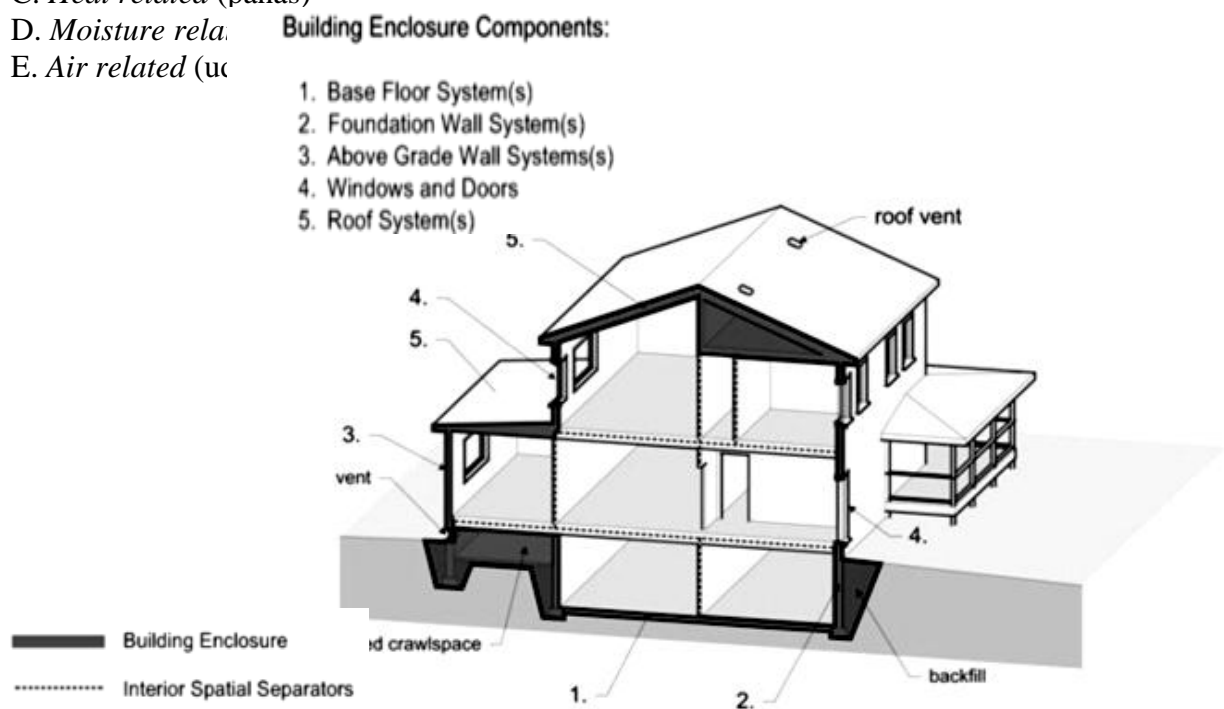 D. Moisture
E. Air related
Building Enclosure Components:
1. Base Floor System(s)
2. Foundation Wall System(s)
3. Above Grade Wall Systems(s)
4. Windows and Doors
5. Roof System(s)
roof vent
5.
4.
5.
3.
vent
4.
crawlspace
backfill
1.
2.
Building Enclosure
Interior Spatial Separators